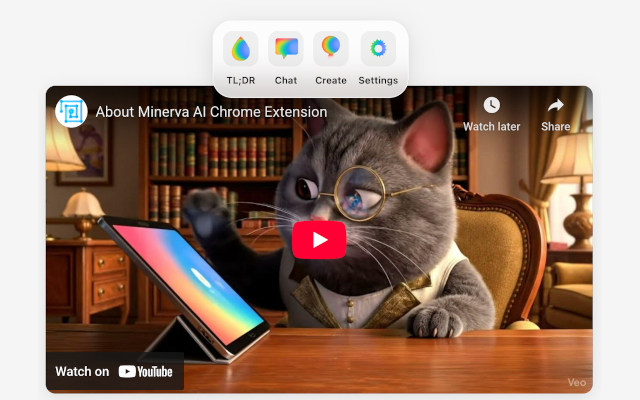 TL;DR
Chat
Create
Settings
About Minerva AI Chrome Extension
Watch later
Share
Watch on YouTube
Veo